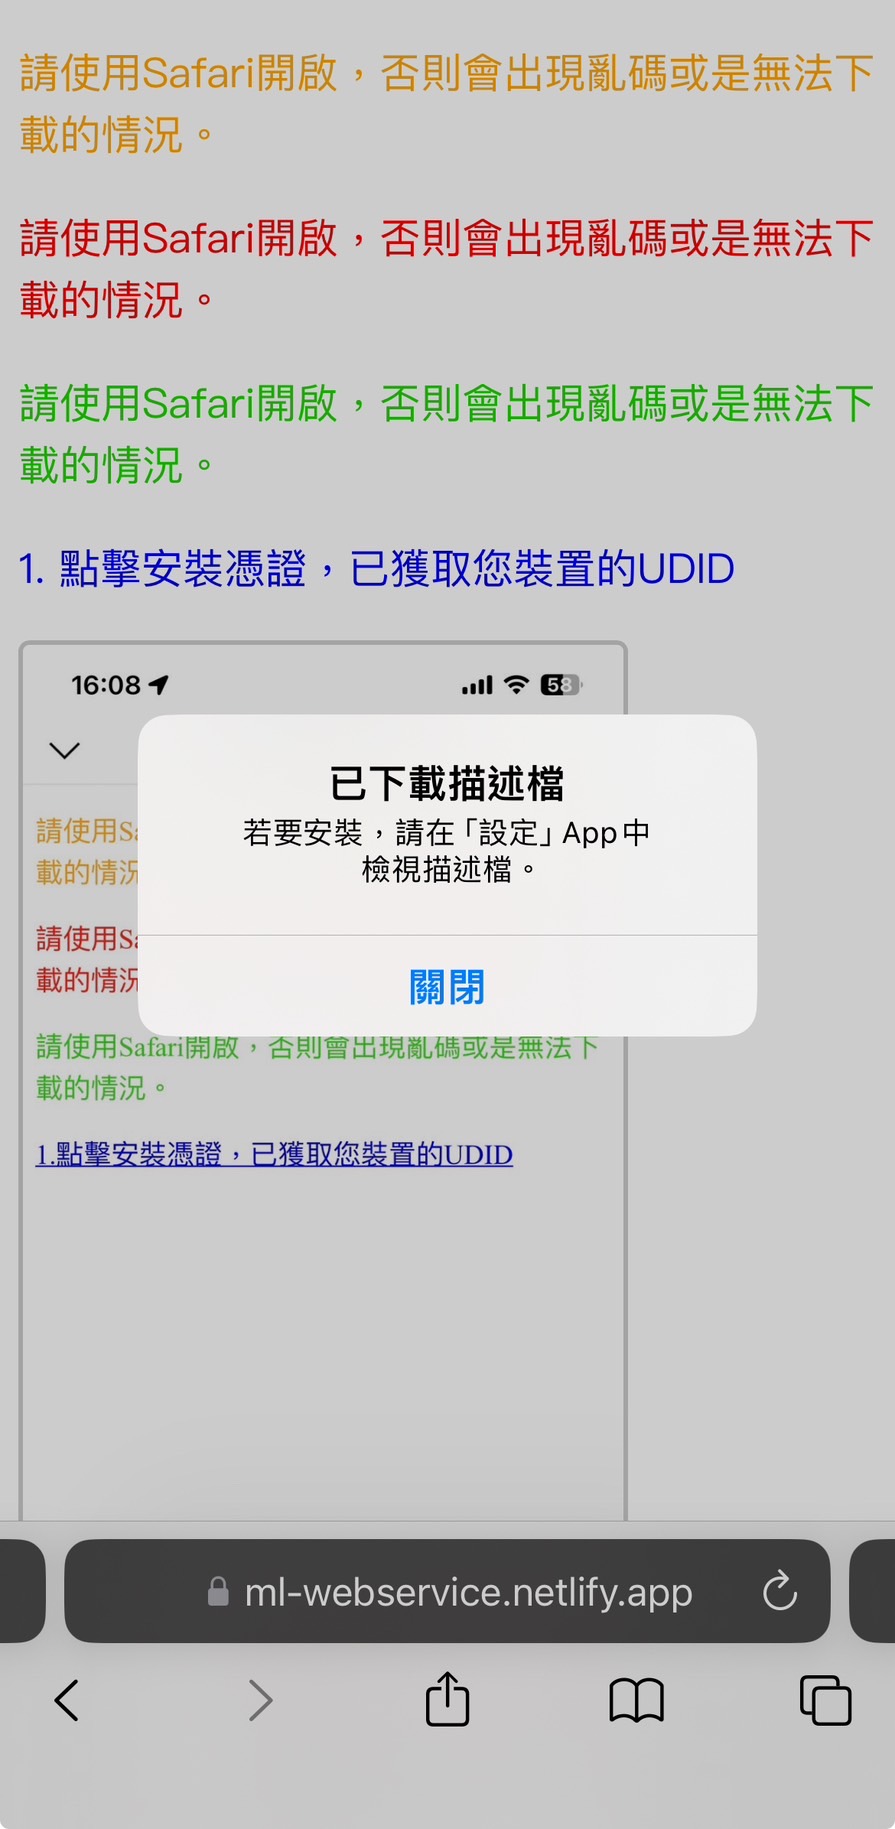 請使用Safari開啟，否則會出現亂碼或是無法下
載的情況。
請使用Safari開啟，否則會出現亂碼或是無法下
載的情況。
請使用Safari開啟，否則會出現亂碼或是無法下
載的情況。
1. 點擊安裝憑證，已獲取您裝置的UDID
16:08
58
已下載描述檔
若要安裝，請在「設定」App中
檢視描述檔。
關閉
請使用Sa
載的情況
請使用Sa
載的情況
請使用Safari開啟，否則會出現亂碼或是無法下
載的情況。
1.點擊安裝憑證，已獲取您裝置的UDID
ml-webservice.netlify.app